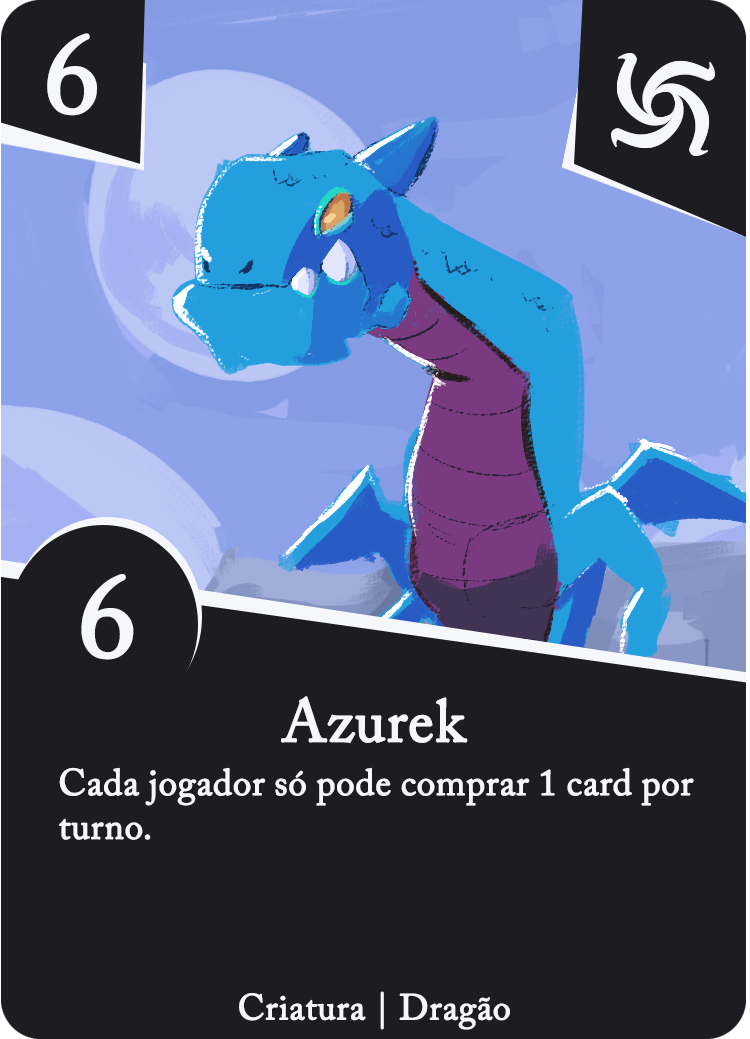 6
6
Azurek
Cada jogador só pode comprar 1 card por
turno.
Criatura | Dragão